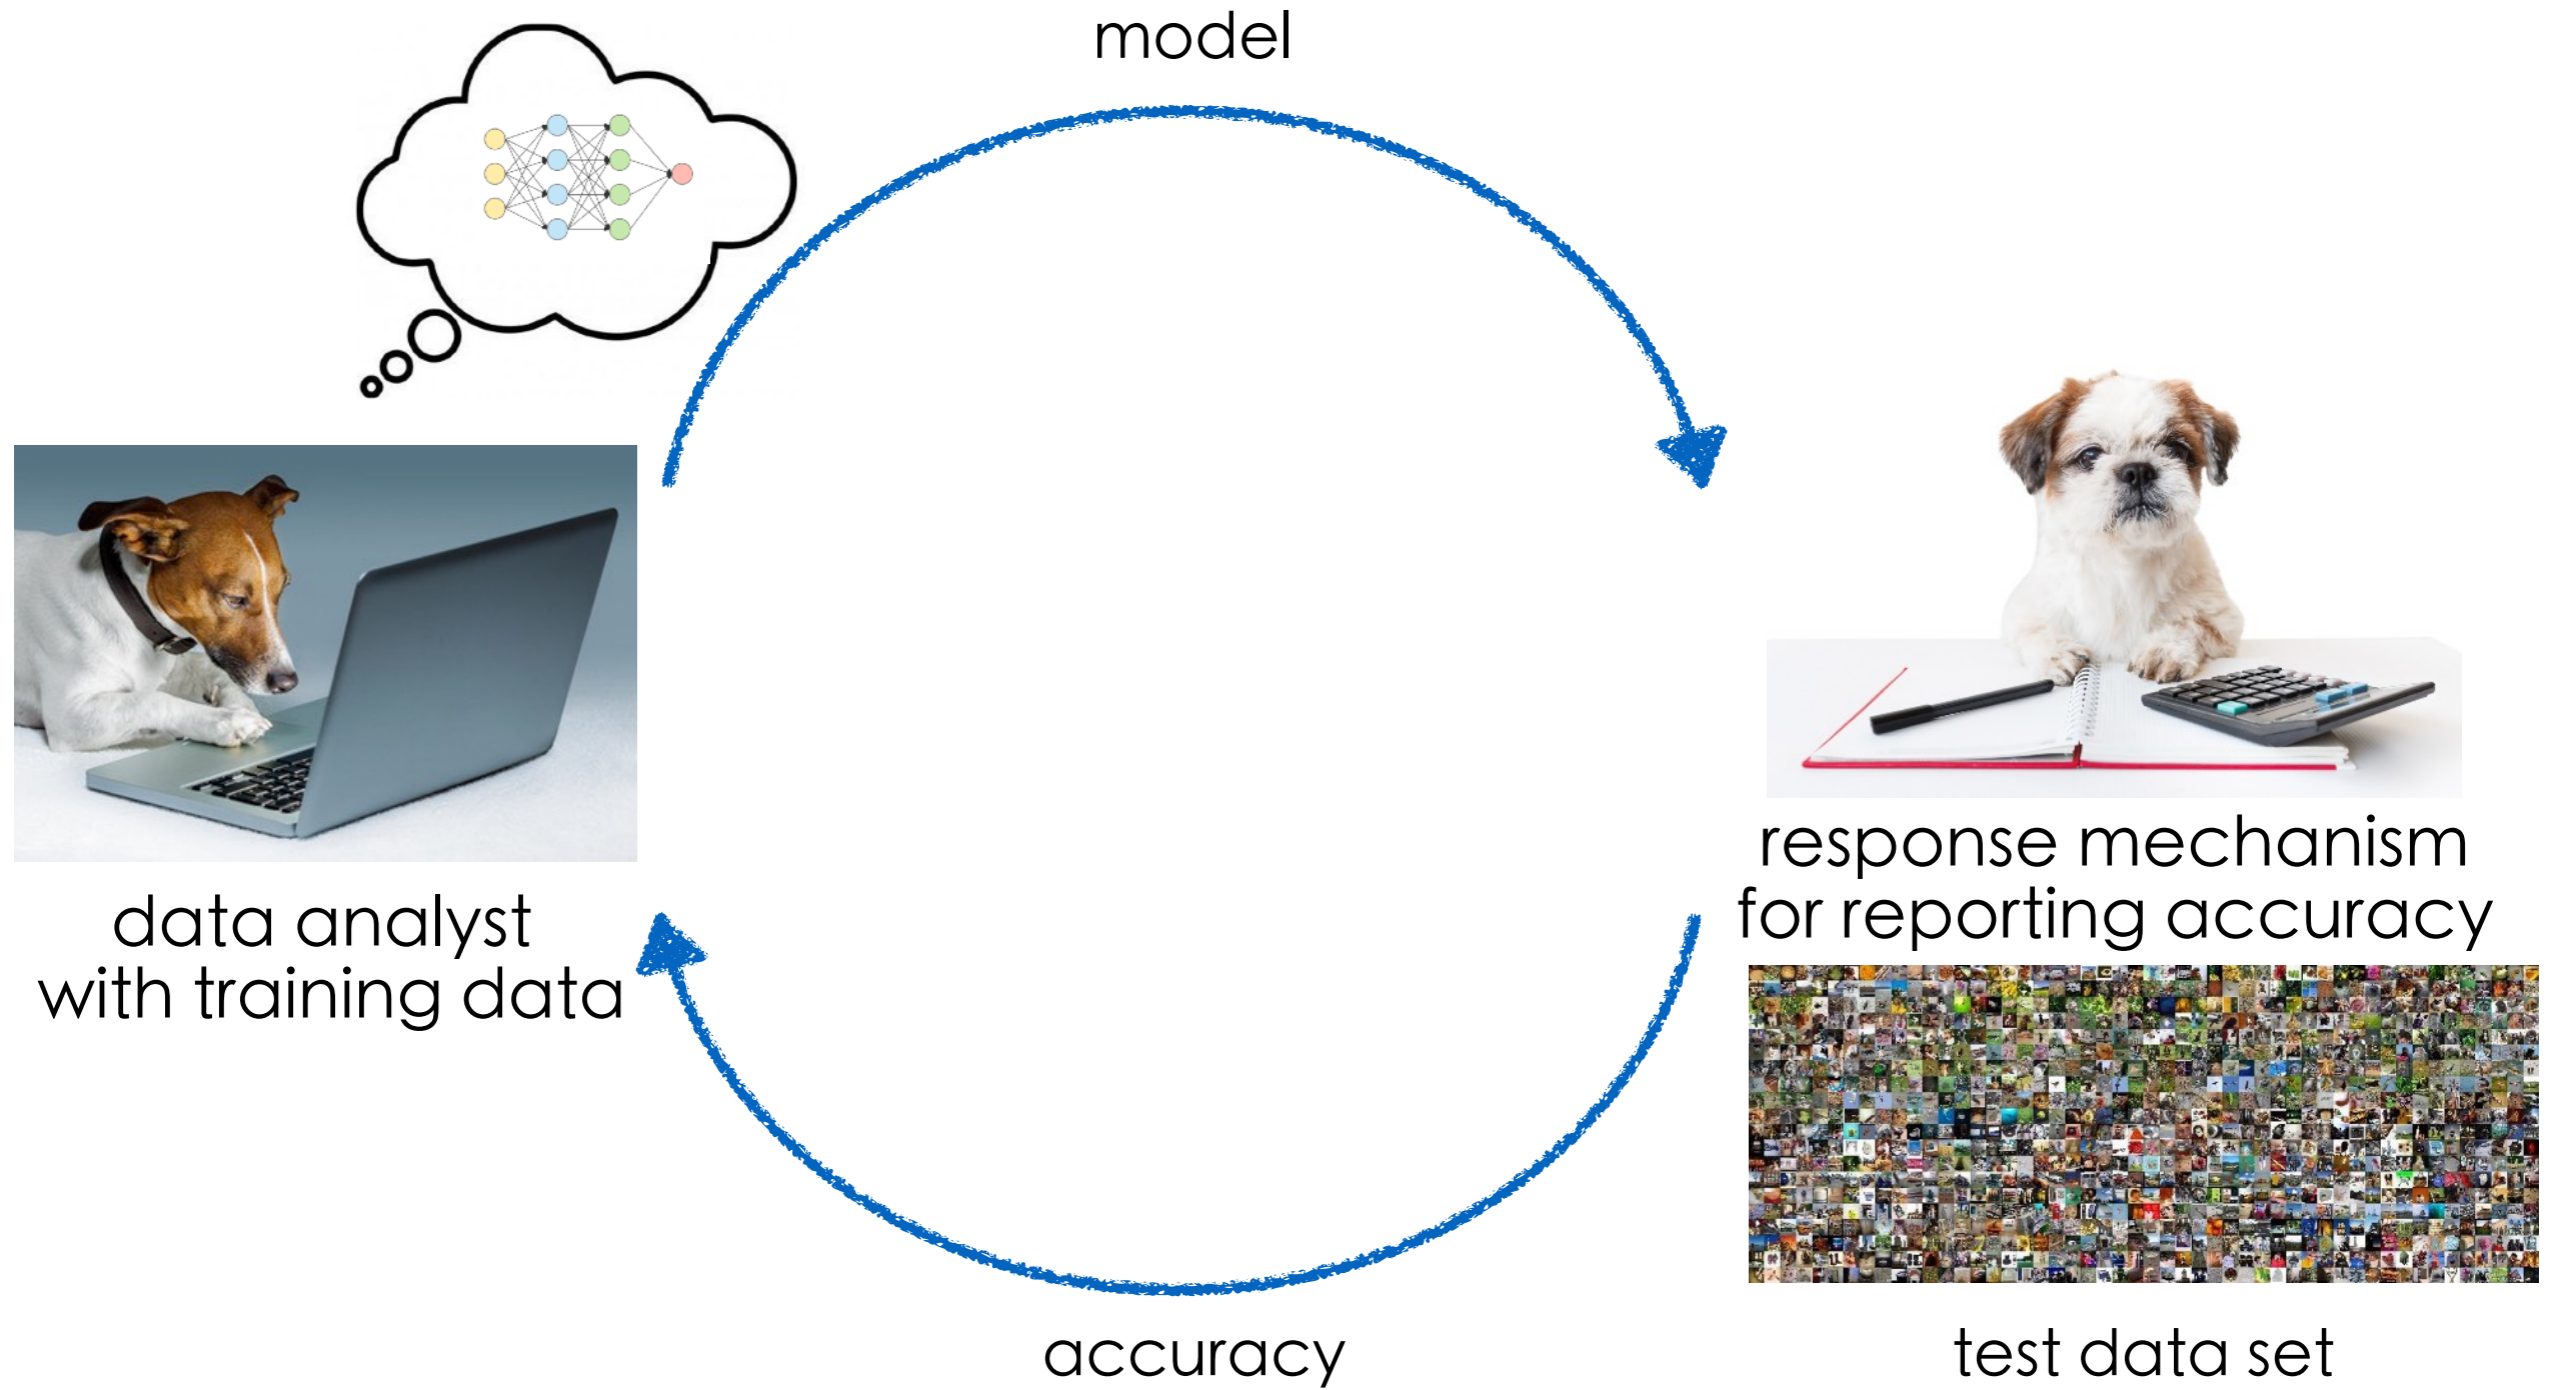 model
data analyst
with training data
response mechanism
for reporting accuracy
accuracy
test data set